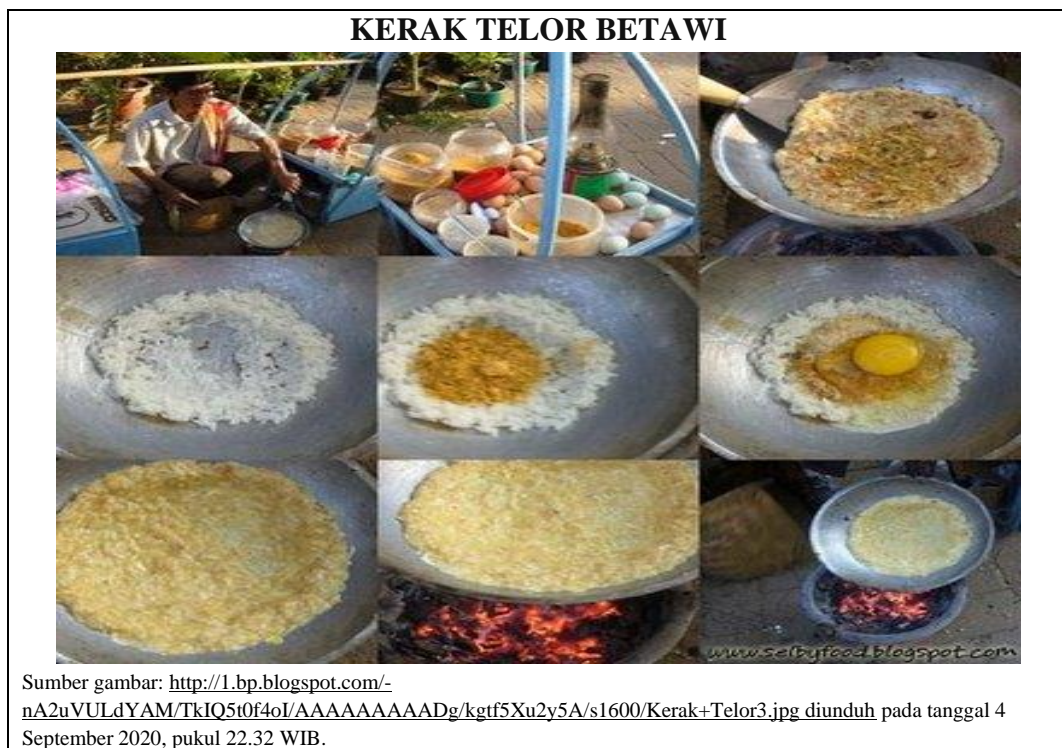 KERAK TELOR BETAWI
www.selbyfood.blogspot.com
Sumber gambar: http://1.bp.blogspot.com/-
nA2uVULdYAM/TkIQ5t0f4oI/AAAAAAAAADg/kgtf5Xu2y5A/s1600/Kerak+Telor3.jpg diunduh pada tanggal 4
September 2020, pukul 22.32 WIB.